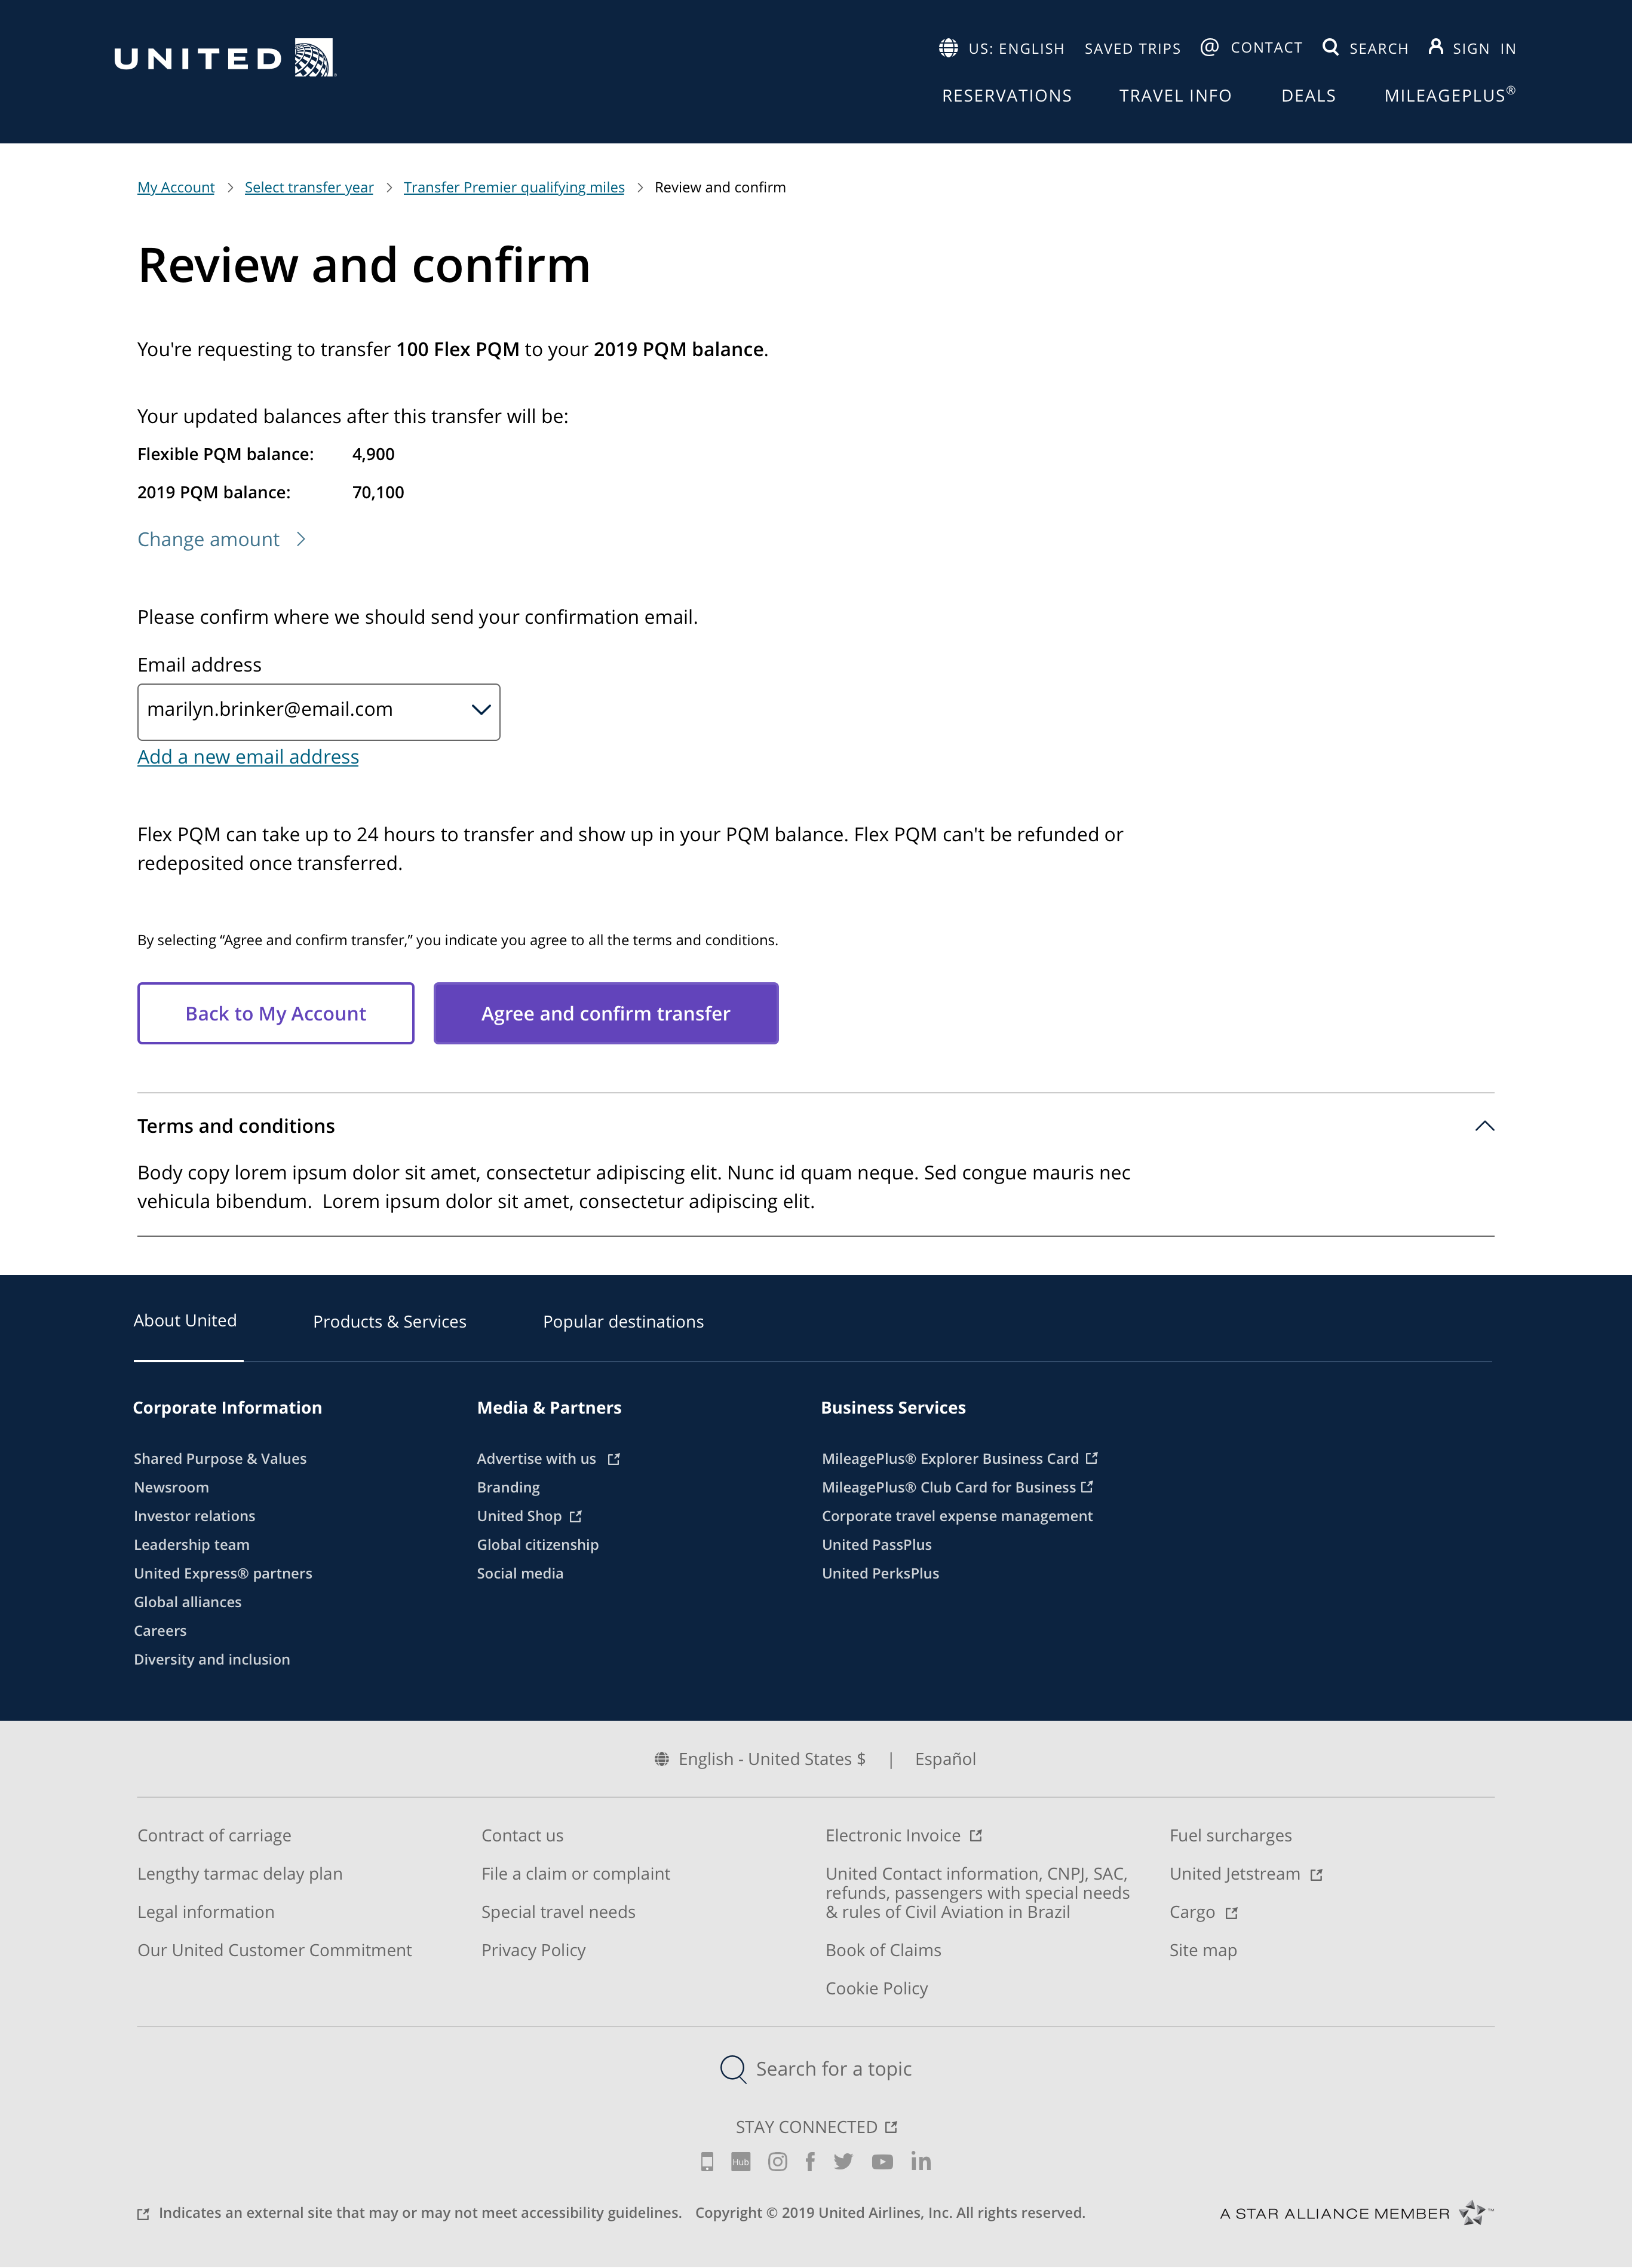 UNITED
US: ENGLISH SAVED TRIPS @ CONTACT SEARCH SIGN IN
RESERVATIONS TRAVEL INFO DEALS MILEAGEPLUS®
My Account > Select transfer year > Transfer Premier qualifying miles > Review and confirm
Review and confirm
You're requesting to transfer 100 Flex PQM to your 2019 PQM balance.
Your updated balances after this transfer will be:
Flexible PQM balance: 4,900
2019 PQM balance: 70,100
Change amount >
Please confirm where we should send your confirmation email.
Email address
marilyn.brinker@email.com
Add a new email address
Flex PQM can take up to 24 hours to transfer and show up in your PQM balance. Flex PQM can't be refunded or
redeposited once transferred.
By selecting “Agree and confirm transfer,” you indicate you agree to all the terms and conditions.
Back to My Account Agree and confirm transfer
Terms and conditions
Body copy lorem ipsum dolor sit amet, consectetur adipiscing elit. Nunc id quam neque. Sed congue mauris nec
vehicula bibendum. Lorem ipsum dolor sit amet, consectetur adipiscing elit.
About United Products & Services Popular destinations
Corporate Information
Shared Purpose & Values
Newsroom
Investor relations
Leadership team
United Express® partners
Global alliances
Careers
Diversity and inclusion
Media & Partners
Advertise with us
Branding
United Shop
Global citizenship
Social media
Business Services
MileagePlus® Explorer Business Card
MileagePlus® Club Card for Business
Corporate travel expense management
United PassPlus
United PerksPlus
English - United States $ | Español
Contract of carriage
Lengthy tarmac delay plan
Legal information
Our United Customer Commitment
Contact us
File a claim or complaint
Special travel needs
Privacy Policy
Electronic Invoice
United Contact information, CNPJ, SAC,
refunds, passengers with special needs
& rules of Civil Aviation in Brazil
Book of Claims
Cookie Policy
Fuel surcharges
United Jetstream
Cargo
Site map
Search for a topic
STAY CONNECTED
Hub
Indicates an external site that may or may not meet accessibility guidelines. Copyright © 2019 United Airlines, Inc. All rights reserved.
A STAR ALLIANCE MEMBER ™